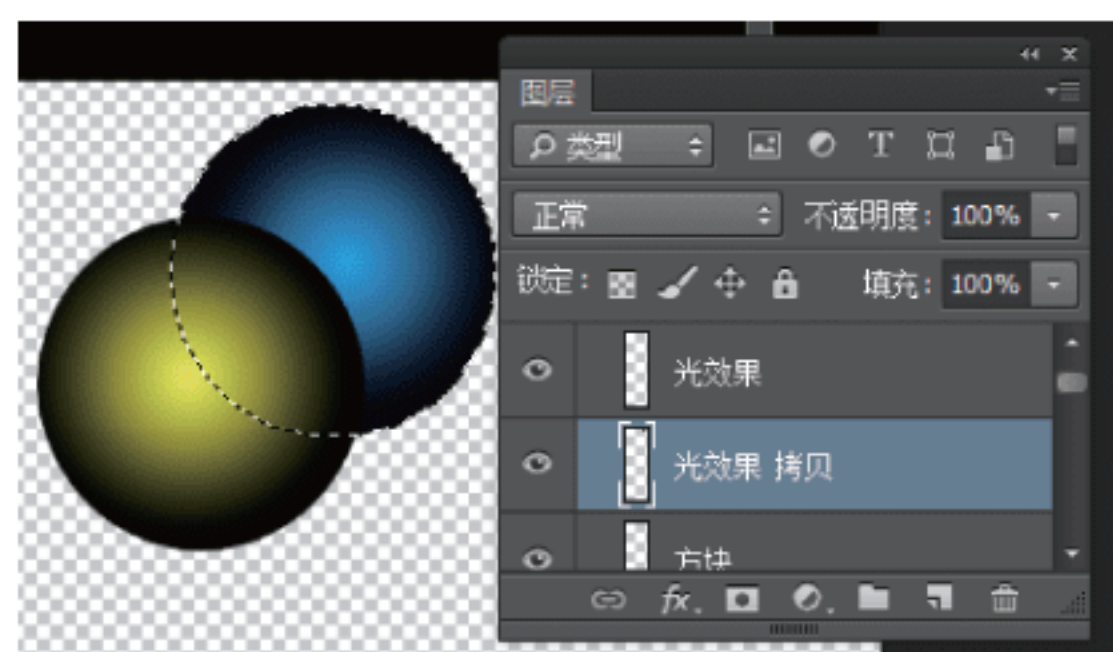 图层
类型 T
正常 不透明度: 100%
锁定: 填充: 100%
光效果
光效果 拷贝
方块
fx.